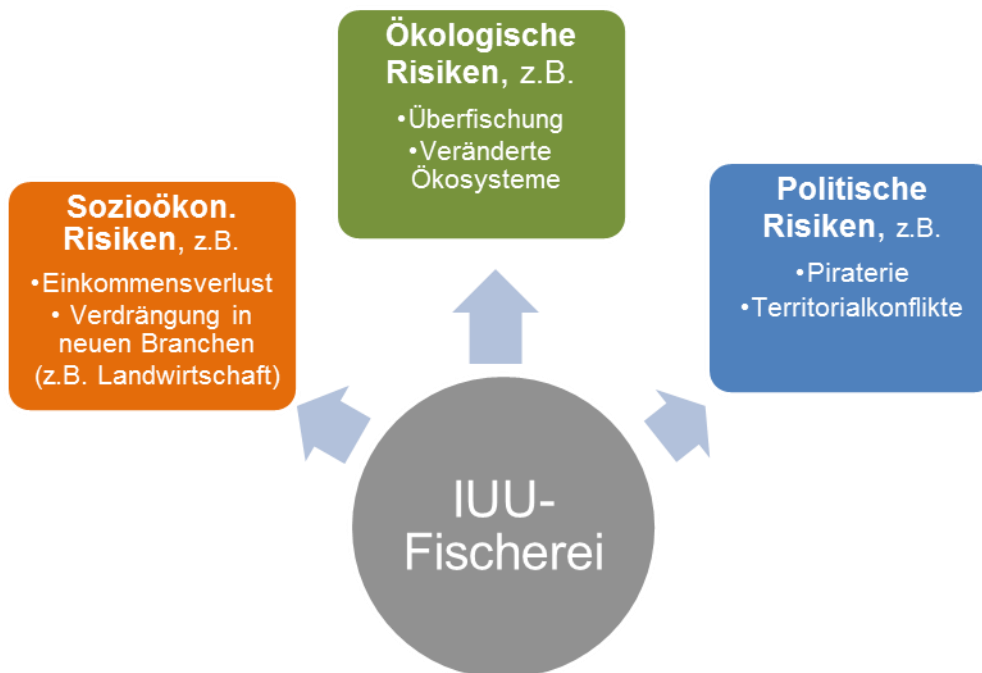 Ökologische
Risiken, z.B.
•Überfischung
•Veränderte
Ökosysteme
Sozioökon.
Risiken, z.B.
•Einkommensverlust
• Verdrängung in
neuen Branchen
(z.B. Landwirtschaft)
Politische
Risiken, z.B.
•Piraterie
•Territorialkonflikte
IUU-
Fischerei